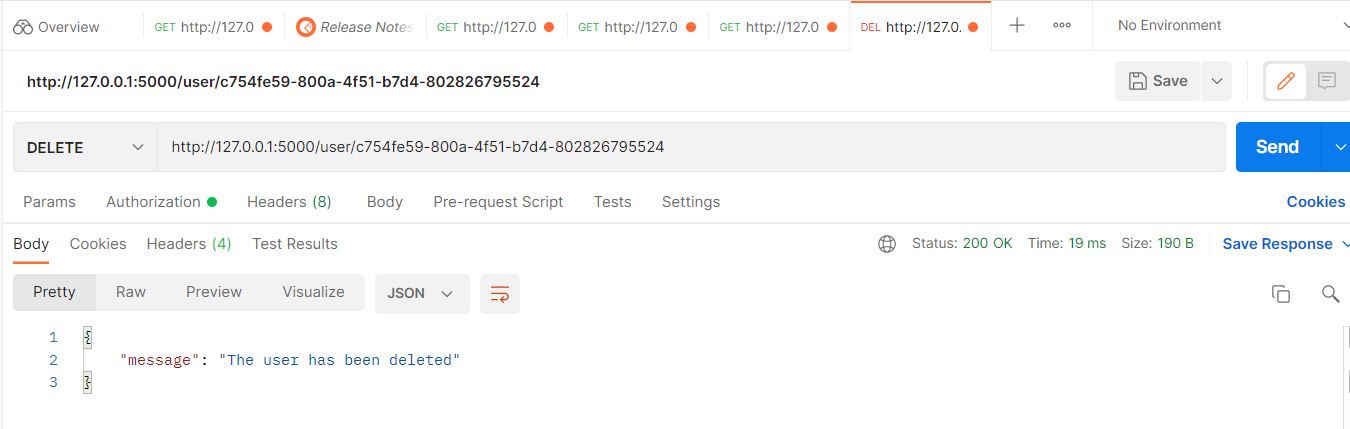 Overview GET http://127.0 Release Notes GET http://127.0 GET http://127.0 GET http://127.0 DEL http://127.0. No Environment
http://127.0.0.1:5000/user/c754fe59-800a-4f51-b7d4-802826795524 Save
DELETE http://127.0.0.1:5000/user/c754fe59-800a-4f51-b7d4-802826795524 Send
Params Authorization Headers (8) Body Pre-request Script Tests Settings Cookies
Body Cookies Headers (4) Test Results Status: 200 OK Time: 19 ms Size: 190 B Save Response
Pretty Raw Preview Visualize JSON
1 {
2 "message": "The user has been deleted"
3 }